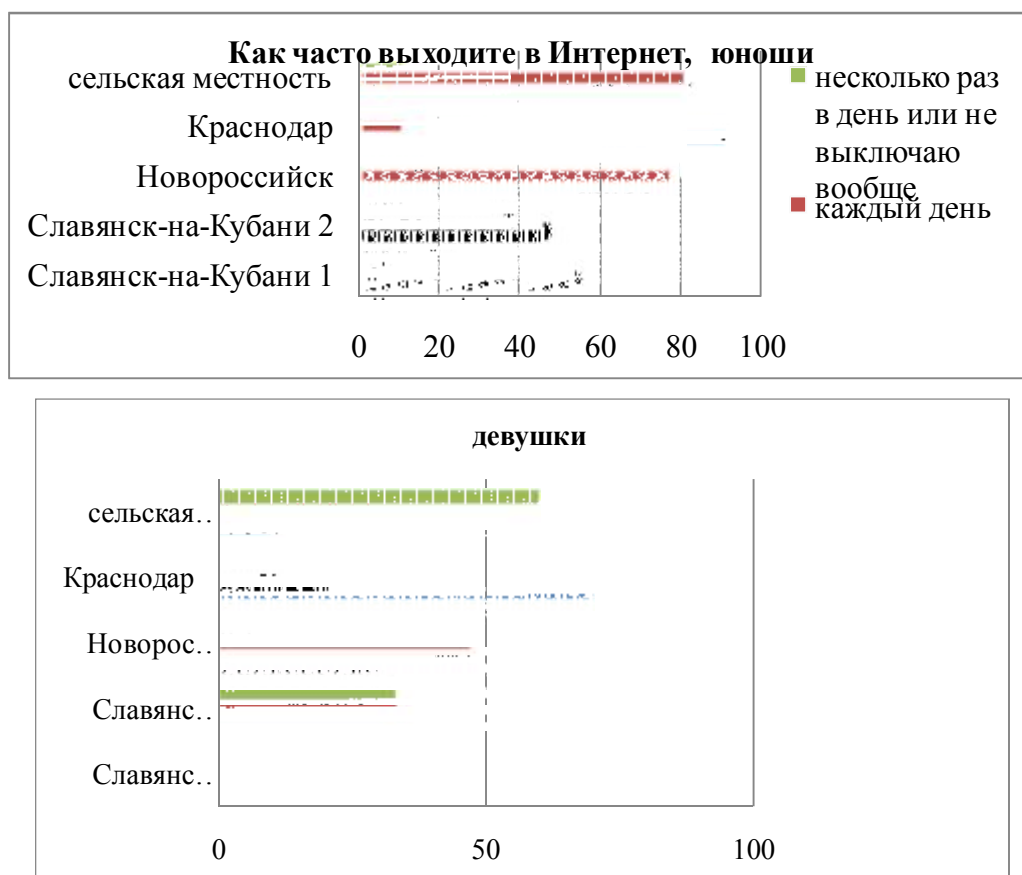 Как часто выходите в Интернет, юноши
сельская местность
Краснодар
Новороссийск
Славянск-на-Кубани 2
Славянск-на-Кубани 1
0 20 40 60 80 100
несколько раз
в день или не
выключаю
вообще
каждый день
девушки
сельская..
Краснодар
Новорос..
Славянс..
Славянс..
0 50 100